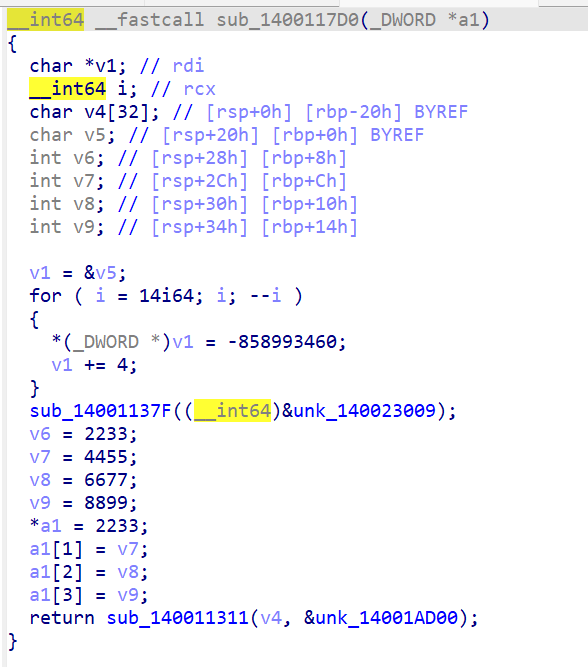 __int64 __fastcall sub_1400117D0(_DWORD *a1)
{
  char *v1; // rdi
  __int64 i; // rcx
  char v4[32]; // [rsp+0h] [rbp-20h] BYREF
  char v5; // [rsp+20h] [rbp+0h] BYREF
  int v6; // [rsp+28h] [rbp+8h]
  int v7; // [rsp+2Ch] [rbp+Ch]
  int v8; // [rsp+30h] [rbp+10h]
  int v9; // [rsp+34h] [rbp+14h]

  v1 = &v5;
  for ( i = 14i64; i; --i )
  {
    *(_DWORD *)v1 = -858993460;
    v1 += 4;
  }
  sub_14001137F((__int64)&unk_140023009);
  v6 = 2233;
  v7 = 4455;
  v8 = 6677;
  v9 = 8899;
  *a1 = 2233;
  a1[1] = v7;
  a1[2] = v8;
  a1[3] = v9;
  return sub_140011311(v4, &unk_14001AD00);
}